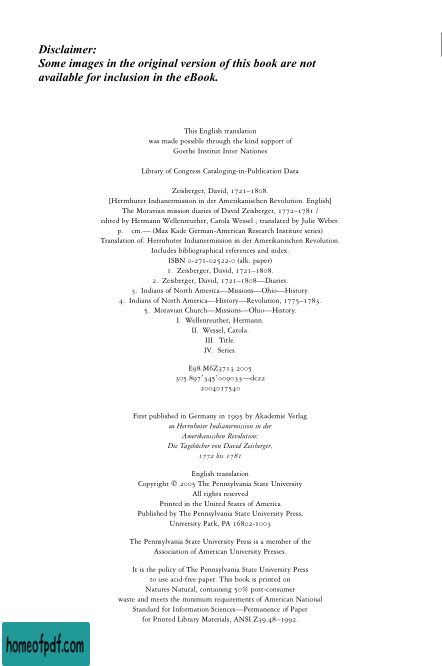 Disclaimer:
Some images in the original version of this book are not
available for inclusion in the eBook.
This English translation
was made possible through the kind support of
Goethe Institut Inter Nationes
Library of Congress Cataloging-in-Publication Data
Zeisberger, David, 1721–1808.
[Herrnhuter Indianermission in der Amerikanischen Revolution. English]
The Moravian mission diaries of David Zeisberger, 1772–1781 /
edited by Hermann Wellenreuther, Carola Wessel ; translated by Julie Weber.
p. cm.— (Max Kade German-American Research Institute series)
Translation of: Herrnhuter Indianermission in der Amerikanischen Revolution.
Includes bibliographical references and index.
ISBN 0-271-02522-0 (alk. paper)
1. Zeisberger, David, 1721–1808.
2. Zeisberger, David, 1721–1808—Diaries.
3. Indians of North America—Missions—Ohio—History.
4. Indians of North America—History—Revolution, 1775–1783.
5. Moravian Church—Missions—Ohio—History.
I. Wellenreuther, Hermann.
II. Wessel, Carola.
III. Title.
IV. Series.
E98.M6Z3713 2005
305.897'345'009033—dc22
2004017540
First published in Germany in 1995 by Akademie Verlag
as Herrnhuter Indianermission in der
Amerikanischen Revolution:
Die Tagebücher von David Zeisberger,
1772 bis 1781
English translation
Copyright © 2005 The Pennsylvania State University
All rights reserved
Printed in the United States of America
Published by The Pennsylvania State University Press,
University Park, PA 16802-1003
The Pennsylvania State University Press is a member of the
Association of American University Presses.
It is the policy of The Pennsylvania State University Press
to use acid-free paper. This book is printed on
Natures Natural, containing 50% post-consumer
waste and meets the minimum requirements of American National
Standard for Information Sciences—Permanence of Paper
for Printed Library Materials, ANSI Z39.48–1992.
homeofpdf.com